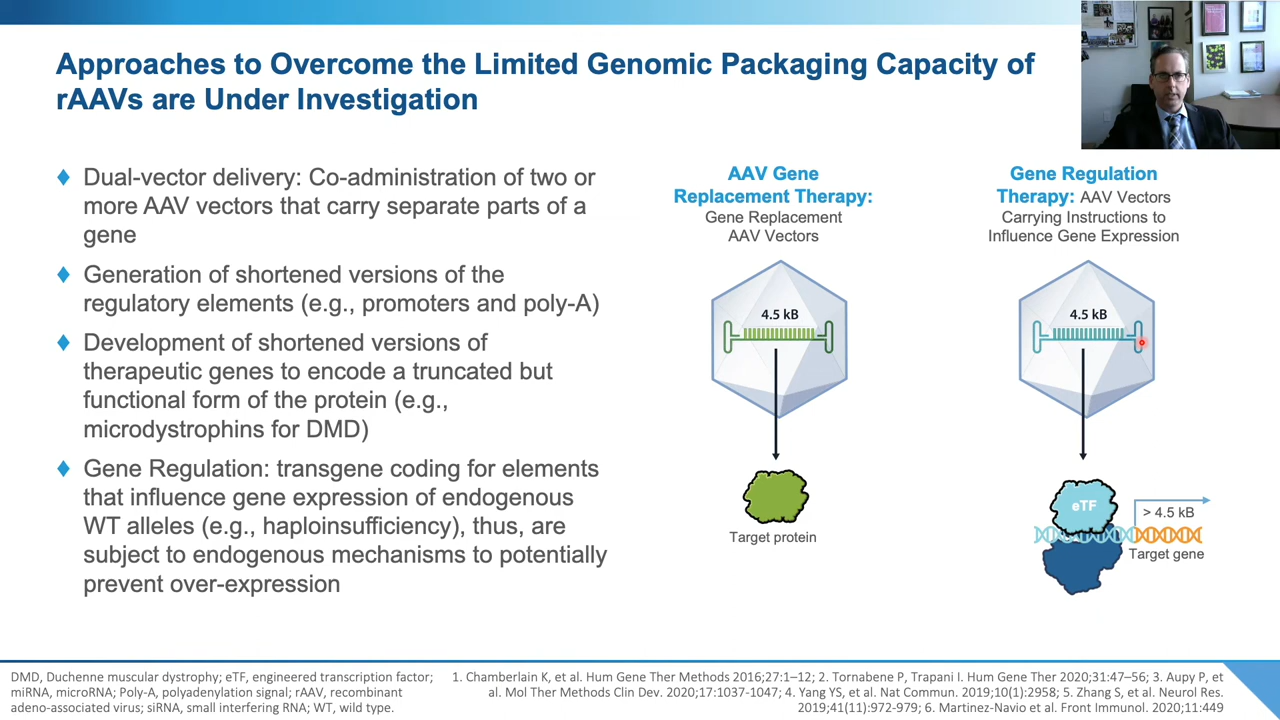 Approaches to Overcome the Limited Genomic Packaging Capacity of
rAAVs are Under Investigation
Dual-vector delivery: Co-administration of two or
more AAV vectors that carry separate parts of a
gene
Generation of shortened versions of the
regulatory elements (e.g., promoters and poly-A)
Development of shortened versions of
therapeutic genes to encode a truncated but
functional form of the protein (e.g.,
microdystrophins for DMD)
Gene Regulation: transgene coding for elements
that influence gene expression of endogenous
WT alleles (e.g., haploinsufficiency), thus, are
subject to endogenous mechanisms to potentially
prevent over-expression
AAV Gene
Replacement Therapy:
Gene Replacement
AAV Vectors
4.5 kB
Target protein
Gene Regulation
Therapy: AAV Vectors
Carrying Instructions to
Influence Gene Expression
4.5 kB
eTF
> 4.5 kB
Target gene
DMD, Duchenne muscular dystrophy; eTF, engineered transcription factor;
miRNA, microRNA; Poly-A, polyadenylation signal; rAAV, recombinant
adeno-associated virus; siRNA, small interfering RNA; WT, wild type.
1. Chamberlain K, et al. Hum Gene Ther Methods 2016;27:1–12; 2. Tornabene P, Trapani I. Hum Gene Ther 2020;31:47–56; 3. Aupy P, et
al. Mol Ther Methods Clin Dev. 2020;17:1037-1047; 4. Yang YS, et al. Nat Commun. 2019;10(1):2958; 5. Zhang S, et al. Neurol Res.
2019;41(11):972-979; 6. Martinez-Navio et al. Front Immunol. 2020;11:449